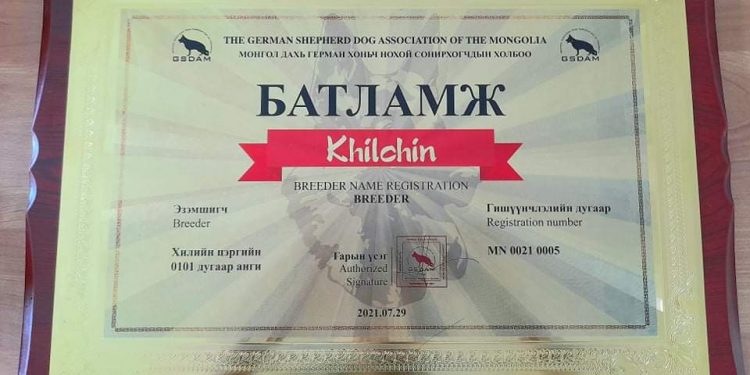 THE GERMAN SHEPHERD DOG ASSOCIATION OF THE MONGOLIA
МОНГОЛ ДАХЬ ГЕРМАН ХОНЬЧ НОХОЙ СОНИРХОГЧДЫН ХОЛБОО
GSDAM
GSDAM
БАТЛАМЖ
Khilchin
BREEDER NAME REGISTRATION
BREEDER
Эзэмшигч
Breeder
Гишүүнчлэлийн дугаар
Registration number
Хилийн цэргийн
0101 дугаар анги
Гарын үсэг
Authorized
Signature
GSDAM
MN 0021 0005
2021.07.29